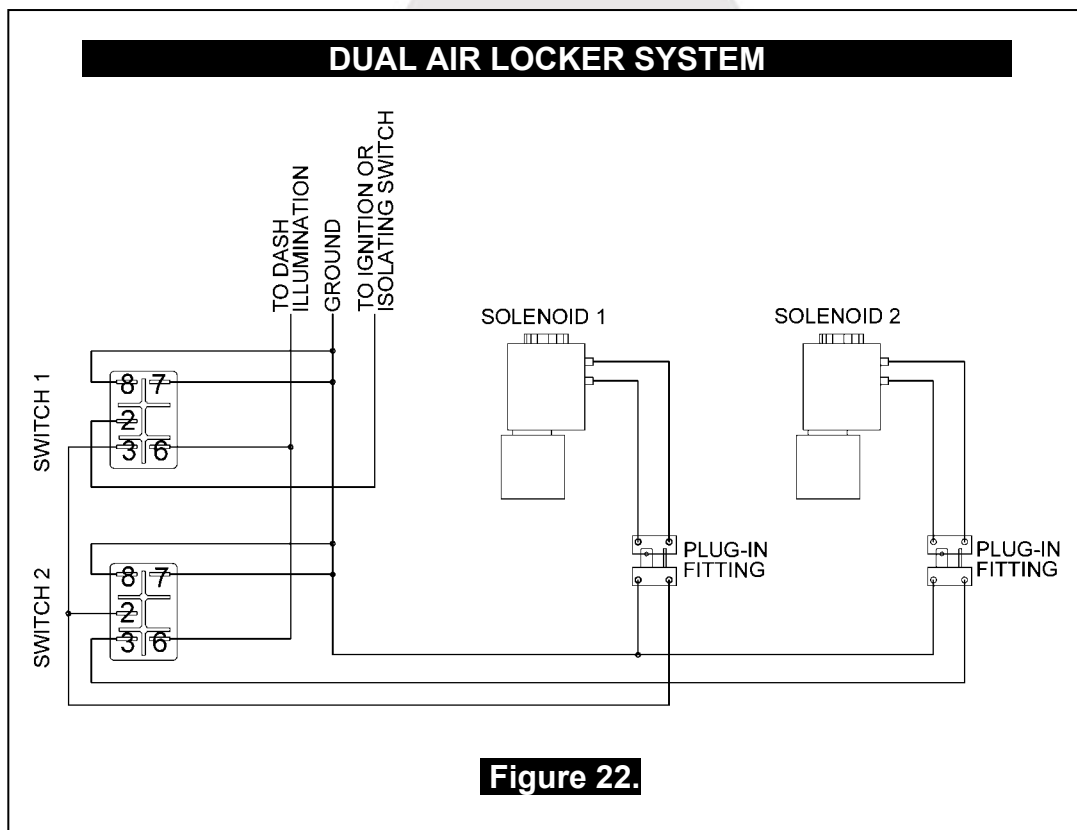 DUAL AIR LOCKER SYSTEM
TO DASH
ILLUMINATION
GROUND
TO IGNITION OR
ISOLATING SWITCH
SOLENOID 1
SOLENOID 2
SWITCH 1
8 7
2
3 6
SWITCH 2
8 7
2
3 6
PLUG-IN
FITTING
PLUG-IN
FITTING
Figure 22.